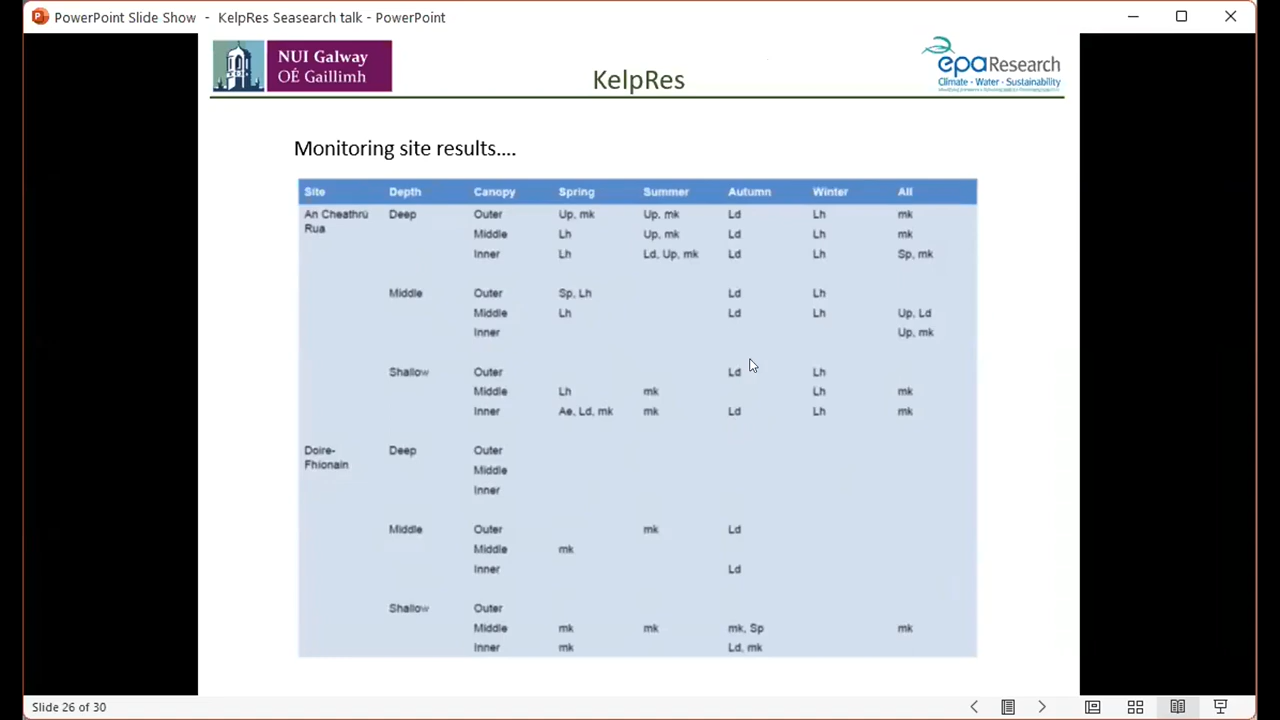 PowerPoint Slide Show - KelpRes Seasearch talk - PowerPoint
NUI Galway
OÉ Gaillimh
KelpRes
epaResearch
Climate - Water - Sustainability
Monitoring site results....
Site Depth Canopy Spring Summer Autumn Winter All
An Cheathrú Rua Deep Outer Up, mk Up, mk Ld Lh mk
Middle Lh Up, mk Ld Lh mk
Inner Lh Ld, Up, mk Ld Lh Sp, mk
Middle Outer Sp, Lh Ld Lh
Middle Lh Ld Lh Up, Ld
Inner Up, mk
Shallow Outer Ld Lh
Middle Lh mk Lh mk
Inner Ae, Ld, mk mk Ld Lh mk
Doire-Fhionain Deep Outer
Middle
Inner
Middle Outer mk Ld
Middle mk
Inner Ld
Shallow Outer
Middle mk mk mk, Sp mk
Inner mk Ld, mk
Slide 26 of 30